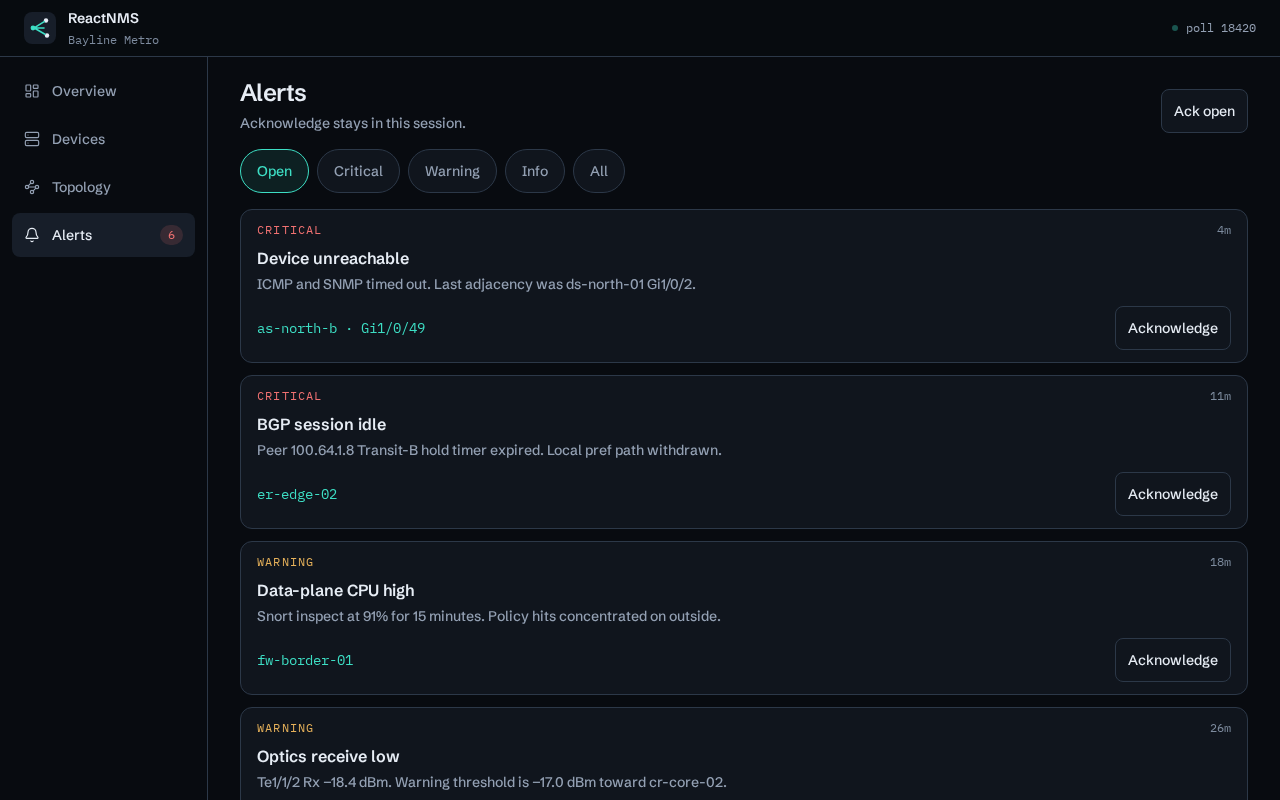 ReactNMS
Bayline Metro
poll 18420
Overview
Devices
Topology
Alerts 6
Alerts
Acknowledge stays in this session.
Ack open
Open Critical Warning Info All
CRITICAL 4m
Device unreachable
ICMP and SNMP timed out. Last adjacency was ds-north-01 Gi1/0/2.
as-north-b · Gi1/0/49 Acknowledge
CRITICAL 11m
BGP session idle
Peer 100.64.1.8 Transit-B hold timer expired. Local pref path withdrawn.
er-edge-02 Acknowledge
WARNING 18m
Data-plane CPU high
Snort inspect at 91% for 15 minutes. Policy hits concentrated on outside.
fw-border-01 Acknowledge
WARNING 26m
Optics receive low
Te1/1/2 Rx −18.4 dBm. Warning threshold is −17.0 dBm toward cr-core-02.